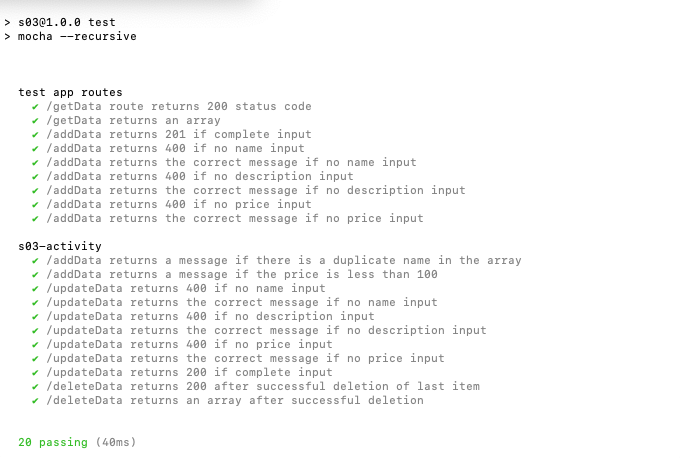 > s03@1.0.0 test
> mocha --recursive
test app routes
✔ /getData route returns 200 status code
✔ /getData returns an array
✔ /addData returns 201 if complete input
✔ /addData returns 400 if no name input
✔ /addData returns the correct message if no name input
✔ /addData returns 400 if no description input
✔ /addData returns the correct message if no description input
✔ /addData returns 400 if no price input
✔ /addData returns the correct message if no price input
s03-activity
✔ /addData returns a message if there is a duplicate name in the array
✔ /addData returns a message if the price is less than 100
✔ /updateData returns 400 if no name input
✔ /updateData returns the correct message if no name input
✔ /updateData returns 400 if no description input
✔ /updateData returns the correct message if no description input
✔ /updateData returns 400 if no price input
✔ /updateData returns the correct message if no price input
✔ /updateData returns 200 if complete input
✔ /deleteData returns 200 after successful deletion of last item
✔ /deleteData returns an array after successful deletion
20 passing (40ms)